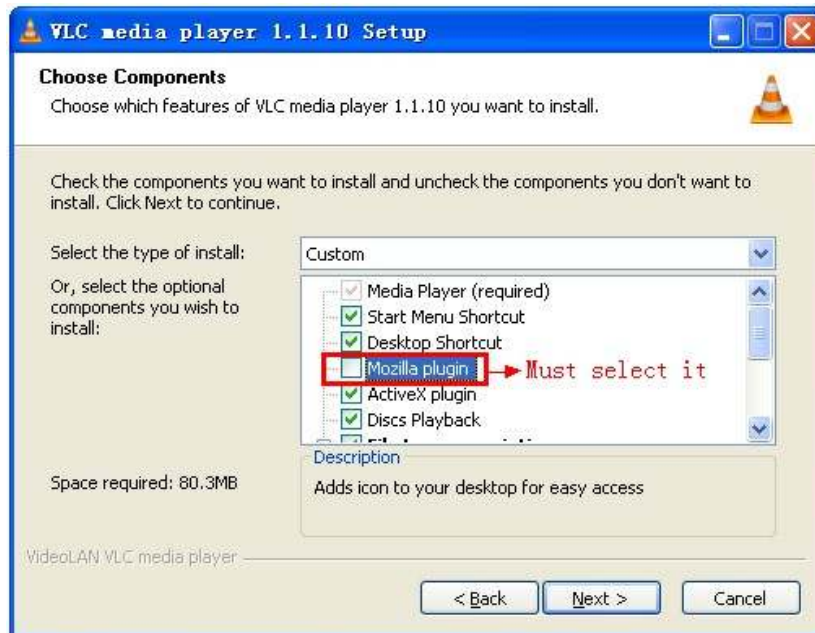 VLC media player 1.1.10 Setup
Choose Components
Choose which features of VLC media player 1.1.10 you want to install.
Check the components you want to install and uncheck the components you don't want to
install. Click Next to continue.
Select the type of install:
Custom
Or, select the optional
components you wish to
install:
Media Player (required)
Start Menu Shortcut
Desktop Shortcut
Mozilla plugin Must select it
ActiveX plugin
Discs Playback
Description
Space required: 80.3MB
Adds icon to your desktop for easy access
VideoLAN VLC media player
< Back
Next >
Cancel